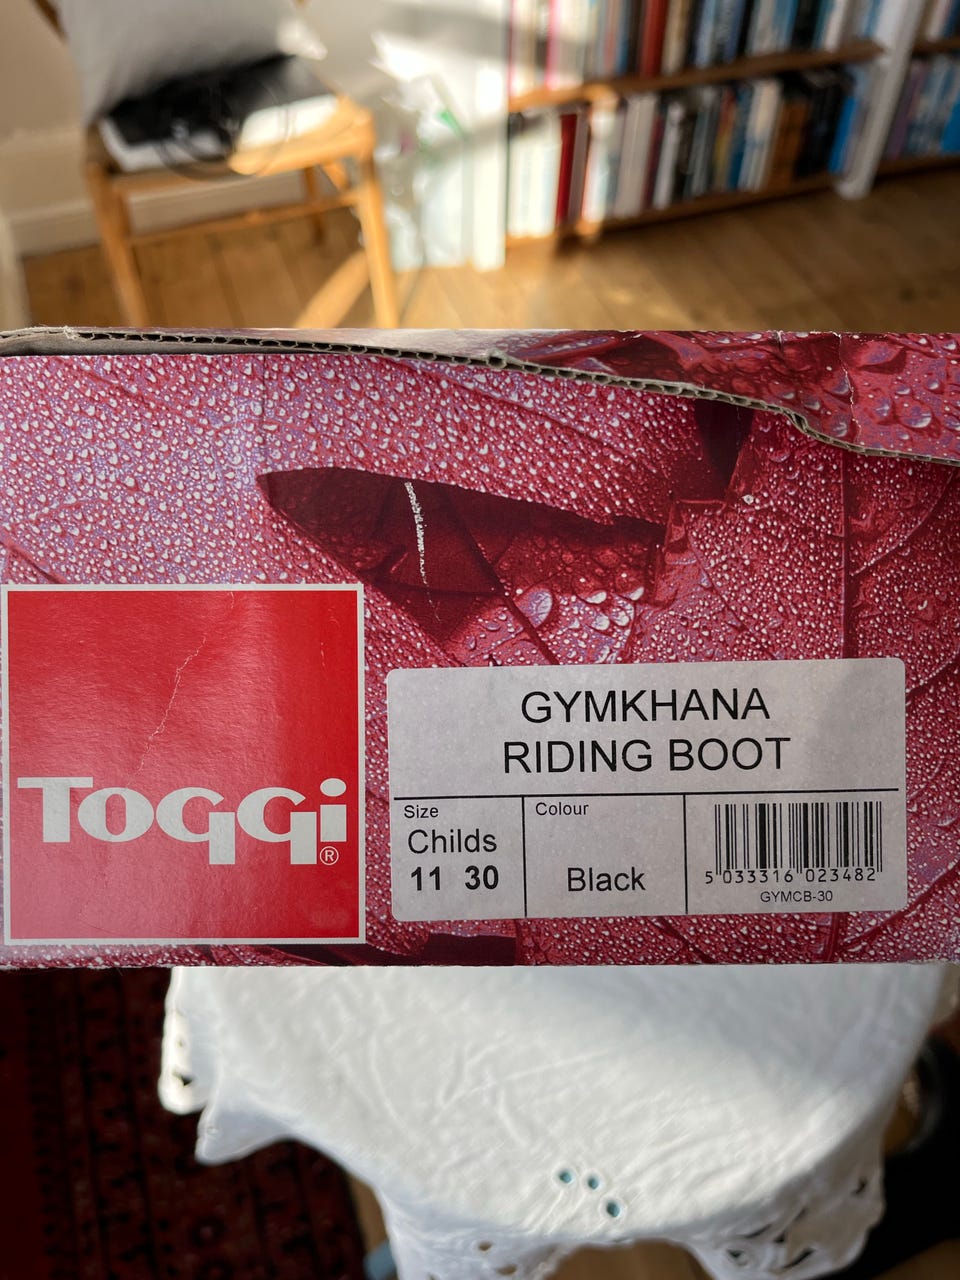 TOGGi
®
GYMKHANA
RIDING BOOT
Size
Childs
11 30
Colour
Black
5 033316 023482
GYMCB-30